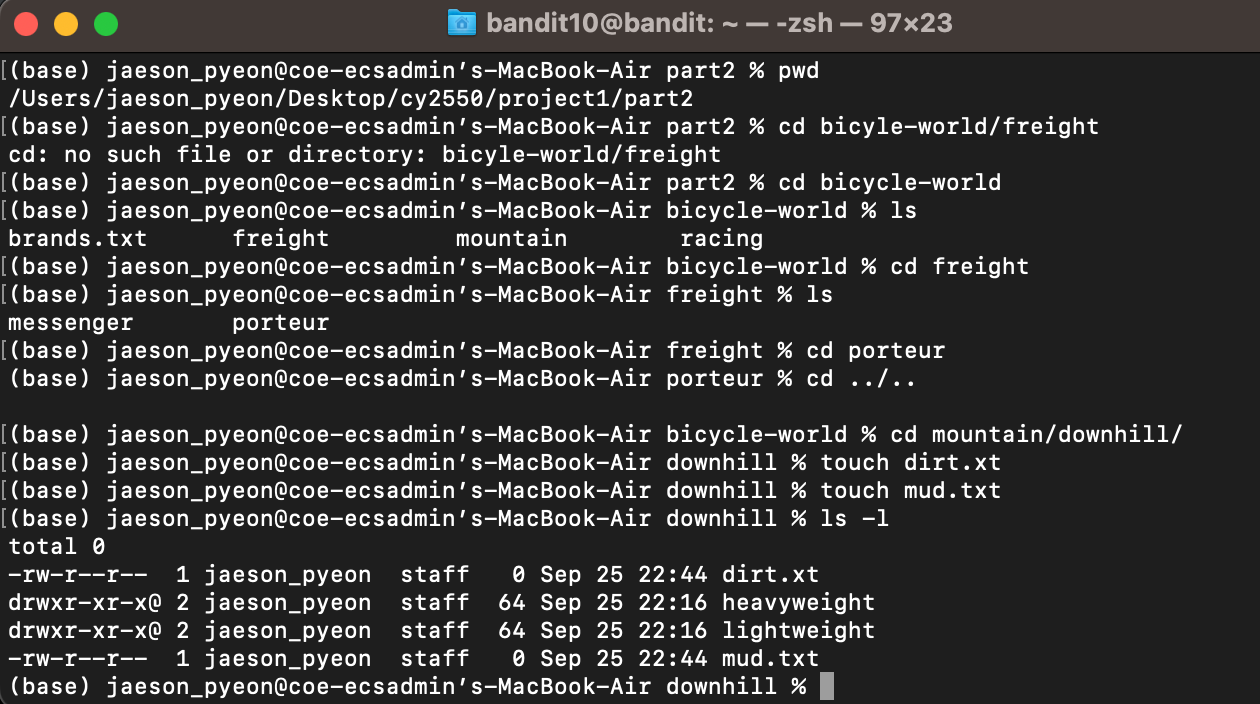 bandit10@bandit: ~ — -zsh — 97×23
[(base) jaeson_pyeon@coe-ecsadmin’s-MacBook-Air part2 % pwd
/Users/jaeson_pyeon/Desktop/cy2550/project1/part2
[(base) jaeson_pyeon@coe-ecsadmin’s-MacBook-Air part2 % cd bicyle-world/freight
cd: no such file or directory: bicyle-world/freight
[(base) jaeson_pyeon@coe-ecsadmin’s-MacBook-Air part2 % cd bicycle-world
[(base) jaeson_pyeon@coe-ecsadmin’s-MacBook-Air bicycle-world % ls
brands.txt      freight         mountain        racing
[(base) jaeson_pyeon@coe-ecsadmin’s-MacBook-Air bicycle-world % cd freight
[(base) jaeson_pyeon@coe-ecsadmin’s-MacBook-Air freight % ls
messenger       porteur
[(base) jaeson_pyeon@coe-ecsadmin’s-MacBook-Air freight % cd porteur
(base) jaeson_pyeon@coe-ecsadmin’s-MacBook-Air porteur % cd ../..
[(base) jaeson_pyeon@coe-ecsadmin’s-MacBook-Air bicycle-world % cd mountain/downhill/
[(base) jaeson_pyeon@coe-ecsadmin’s-MacBook-Air downhill % touch dirt.xt
[(base) jaeson_pyeon@coe-ecsadmin’s-MacBook-Air downhill % touch mud.txt
[(base) jaeson_pyeon@coe-ecsadmin’s-MacBook-Air downhill % ls -l
total 0
-rw-r--r--  1 jaeson_pyeon  staff   0 Sep 25 22:44 dirt.xt
drwxr-xr-x@ 2 jaeson_pyeon  staff  64 Sep 25 22:16 heavyweight
drwxr-xr-x@ 2 jaeson_pyeon  staff  64 Sep 25 22:16 lightweight
-rw-r--r--  1 jaeson_pyeon  staff   0 Sep 25 22:44 mud.txt
(base) jaeson_pyeon@coe-ecsadmin’s-MacBook-Air downhill %